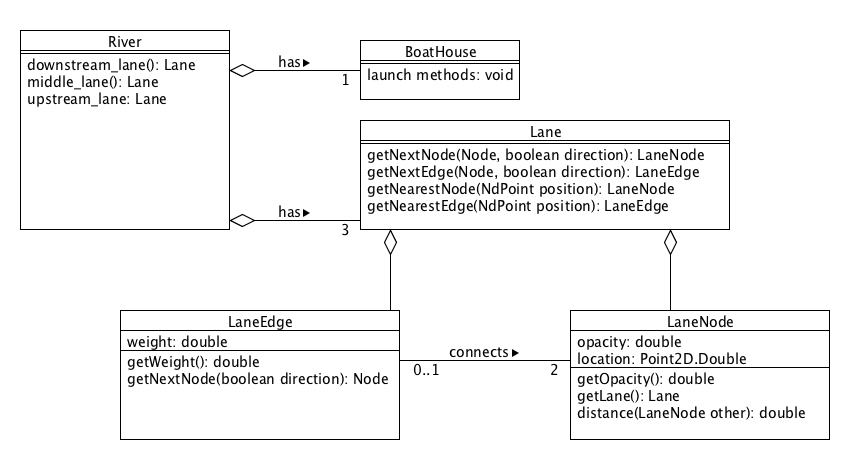 River
downstream_lane(): Lane
middle_lane(): Lane
upstream_lane: Lane
has
1
BoatHouse
launch methods: void
has
3
Lane
getNextNode(Node, boolean direction): LaneNode
getNextEdge(Node, boolean direction): LaneEdge
getNearestNode(NdPoint position): LaneNode
getNearestEdge(NdPoint position): LaneEdge
LaneEdge
weight: double
getWeight(): double
getNextNode(boolean direction): Node
connects
0..1
2
LaneNode
opacity: double
location: Point2D.Double
getOpacity(): double
getLane(): Lane
distance(LaneNode other): double